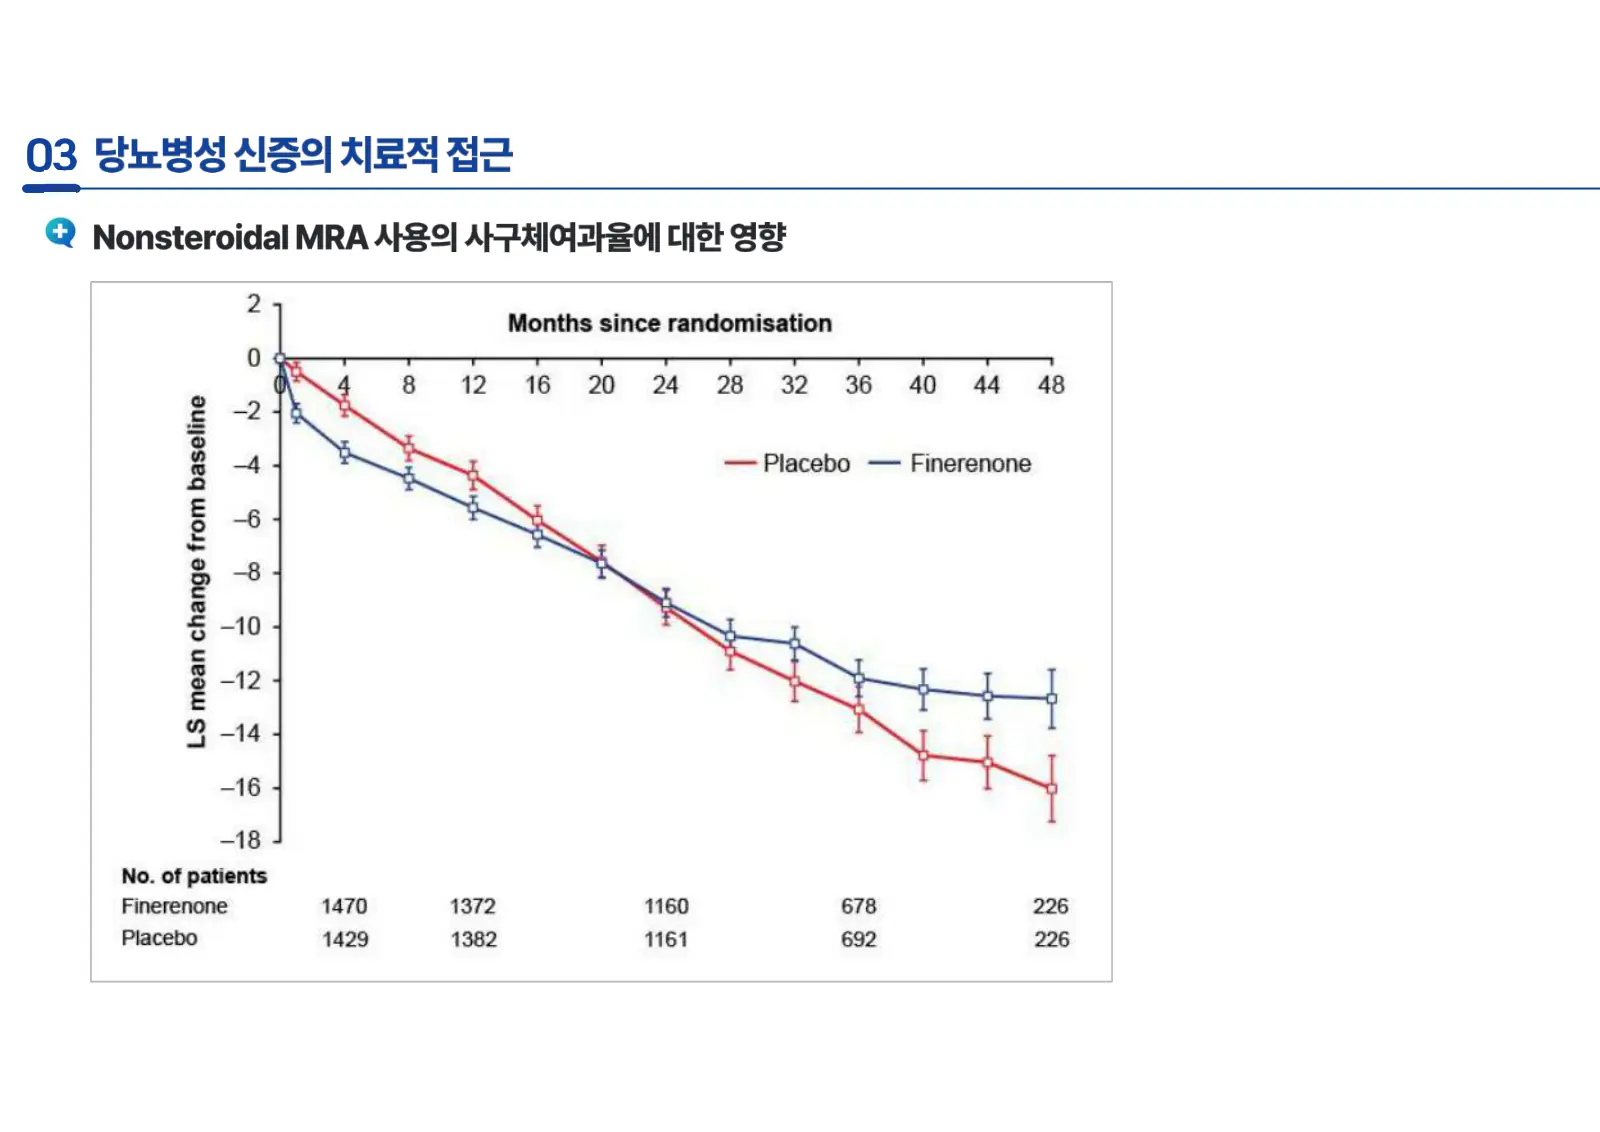 03 당뇨병성 신증의 치료적 접근
Nonsteroidal MRA 사용의 사구체여과율에 대한 영향
2
Months since randomisation
0
0 4 8 12 16 20 24 28 32 36 40 44 48
–2
–4
Placebo Finerenone
–6
–8
–10
–12
–14
–16
–18
LS mean change from baseline
No. of patients
Finerenone 1470 1372 1160 678 226
Placebo 1429 1382 1161 692 226